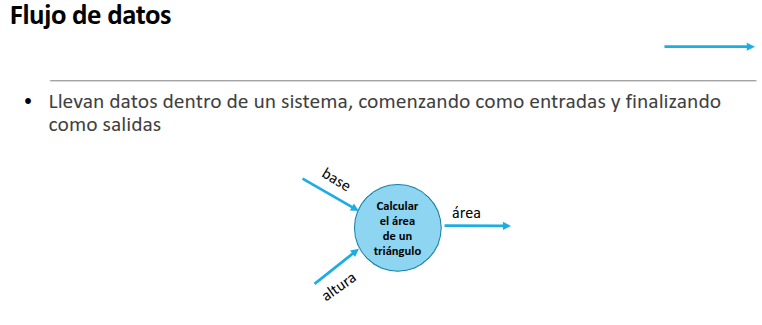 Flujo de datos
• Llevan datos dentro de un sistema, comenzando como entradas y finalizando
como salidas
base
Calcular
el área
de un
triángulo
área
altura